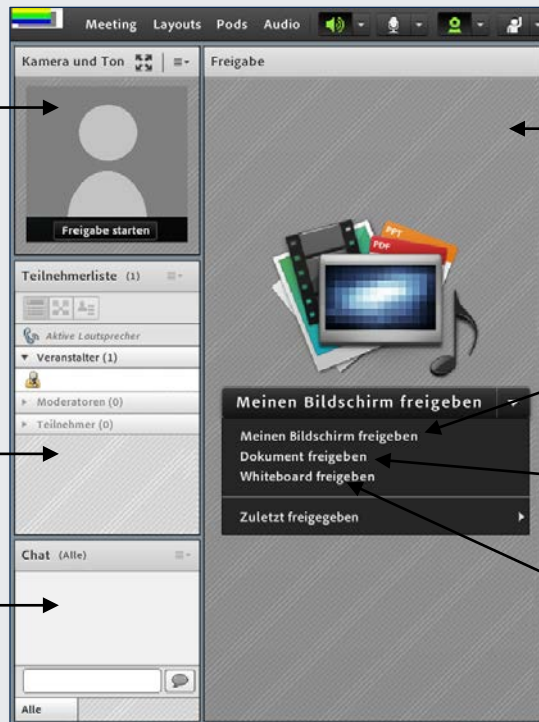 Meeting Layouts Pods Audio
Kamera und Ton
Freigabe
Freigabe starten
Teilnehmerliste (1)
Aktive Lautsprecher
Veranstalter (1)
Moderatoren (0)
Teilnehmer (0)
Chat (Alle)
Alle
PPT
PDF
Meinen Bildschirm freigeben
Meinen Bildschirm freigeben
Dokument freigeben
Whiteboard freigeben
Zuletzt freigegeben